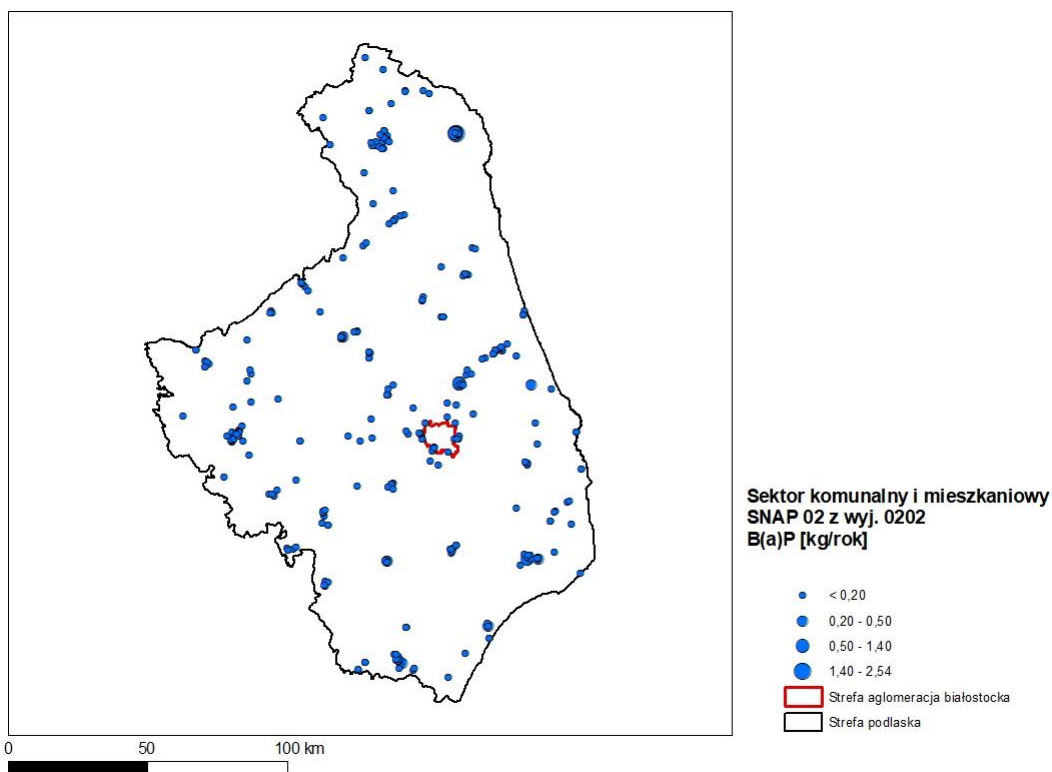 Sektor komunalny i mieszkaniowy
SNAP 02 z wyj. 0202
B(a)P [kg/rok]
< 0,20
0,20 - 0,50
0,50 - 1,40
1,40 - 2,54
Strefa aglomeracja białostocka
Strefa podlaska
0 50 100 km